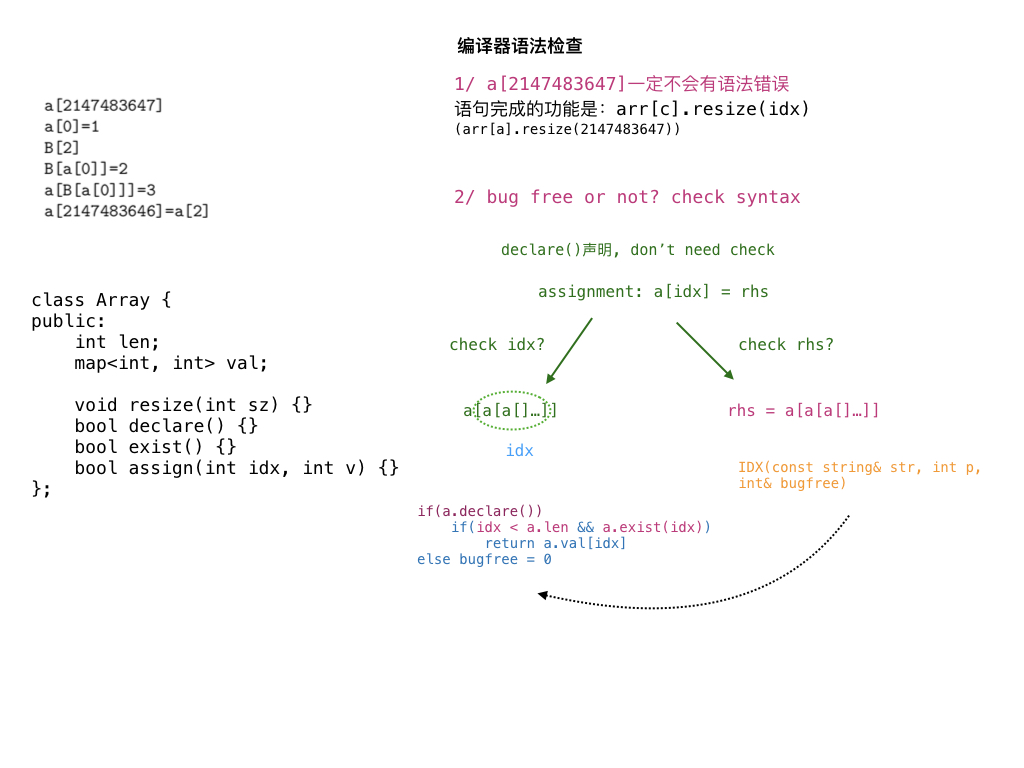 编译器语法检查
1/ a[2147483647]一定不会有语法错误
语句完成的功能是: arr[c].resize(idx)
(arr[a].resize(2147483647))
a[2147483647]
a[0]=1
B[2]
B[a[0]]=2
a[B[a[0]]]=3
a[2147483646]=a[2]
2/ bug free or not? check syntax
declare()声明, don’t need check
assignment: a[idx] = rhs
check idx?
check rhs?
a[a[a[]…]]
rhs = a[a[a[]…]]
idx
IDX(const string& str, int p,
int& bugfree)
class Array {
public:
    int len;
    map<int, int> val;
    void resize(int sz) {}
    bool declare() {}
    bool exist() {}
    bool assign(int idx, int v) {}
};
if(a.declare())
    if(idx < a.len && a.exist(idx))
        return a.val[idx]
else bugfree = 0